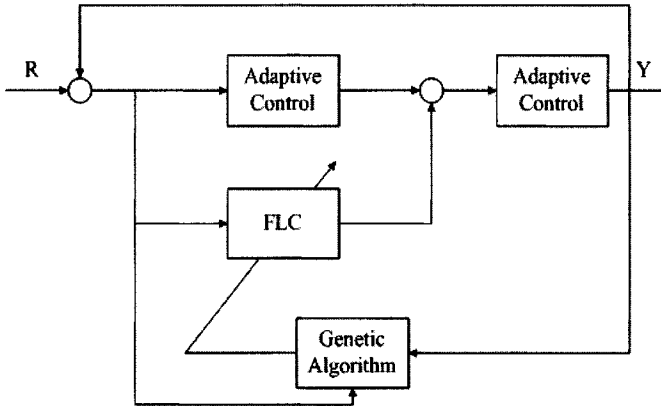 R
Adaptive
Control
Adaptive
Control
Y
FLC
Genetic
Algorithm